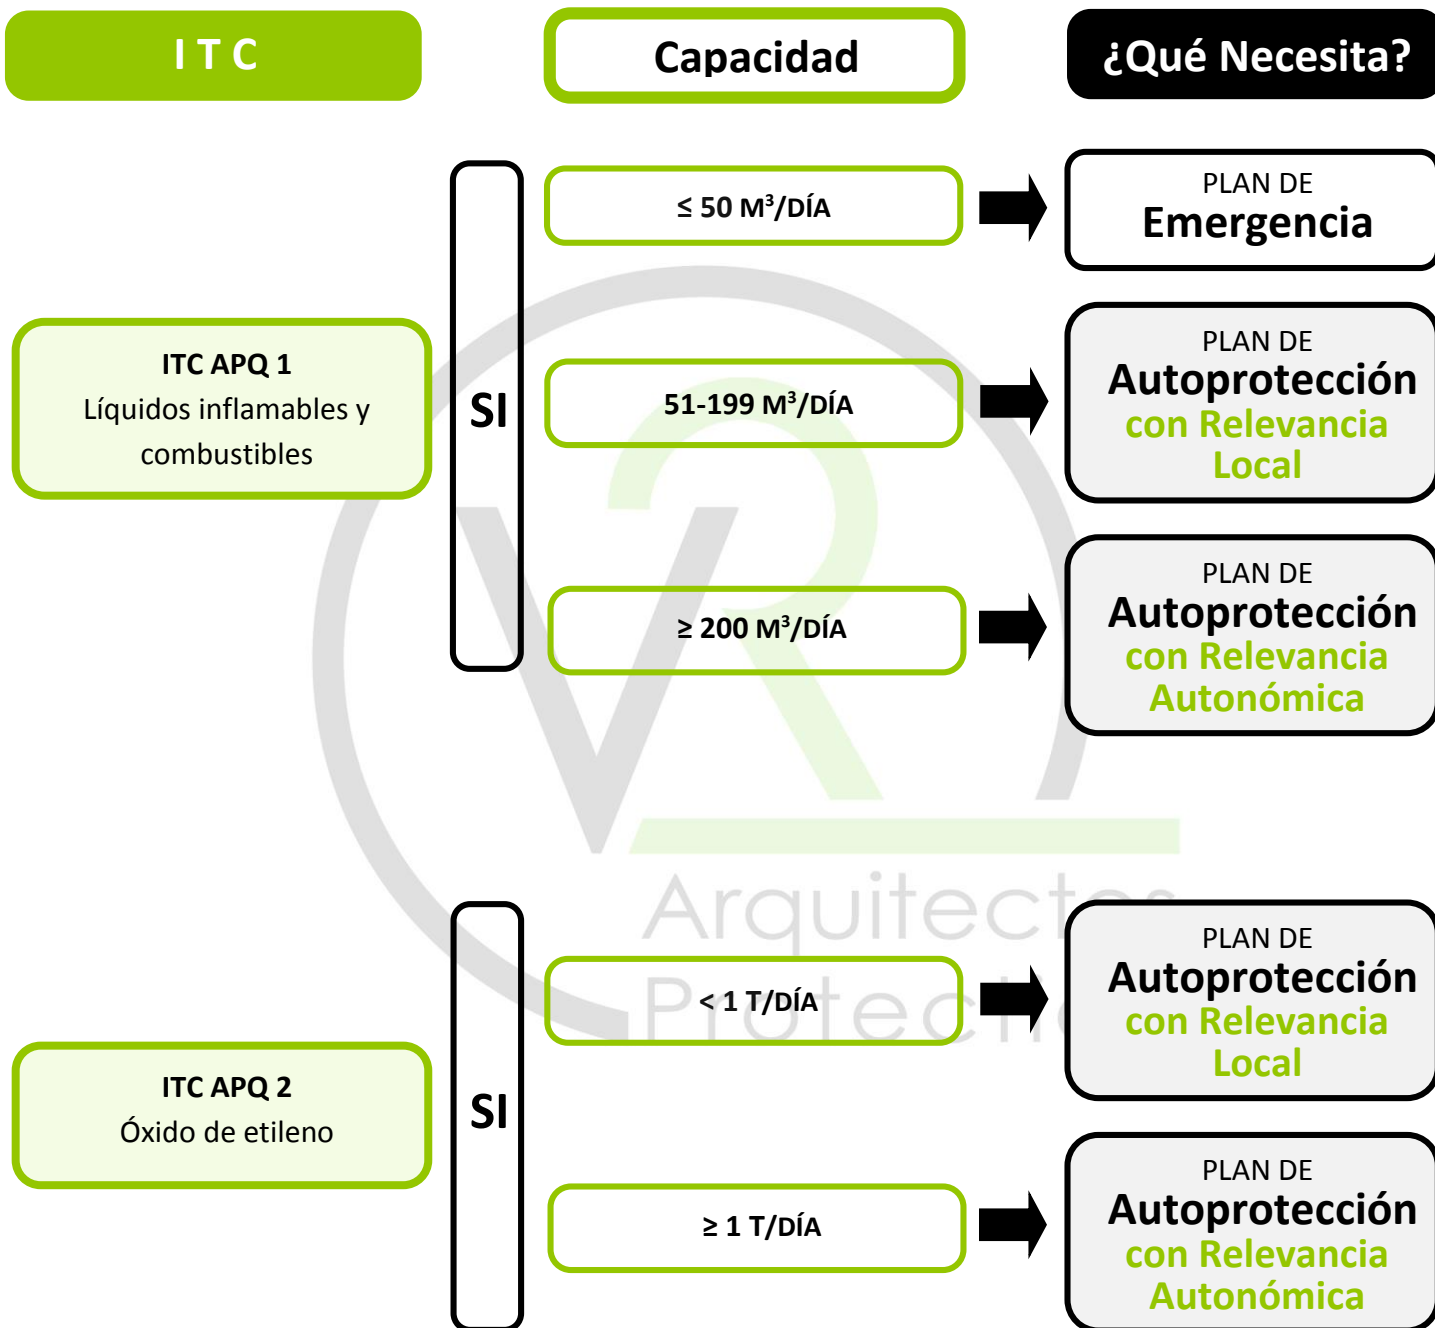 ITC
Capacidad
¿Qué Necesita?
ITC APQ 1
Líquidos inflamables y
combustibles
SI
≤ 50 M³/DÍA
PLAN DE
Emergencia
51-199 M³/DÍA
PLAN DE
Autoprotección
con Relevancia
Local
≥ 200 M³/DÍA
PLAN DE
Autoprotección
con Relevancia
Autonómica
VR
Arquitectos
ITC APQ 2
Óxido de etileno
SI
< 1 T/DÍA
PLAN DE
Autoprotección
con Relevancia
Local
≥ 1 T/DÍA
PLAN DE
Autoprotección
con Relevancia
Autonómica